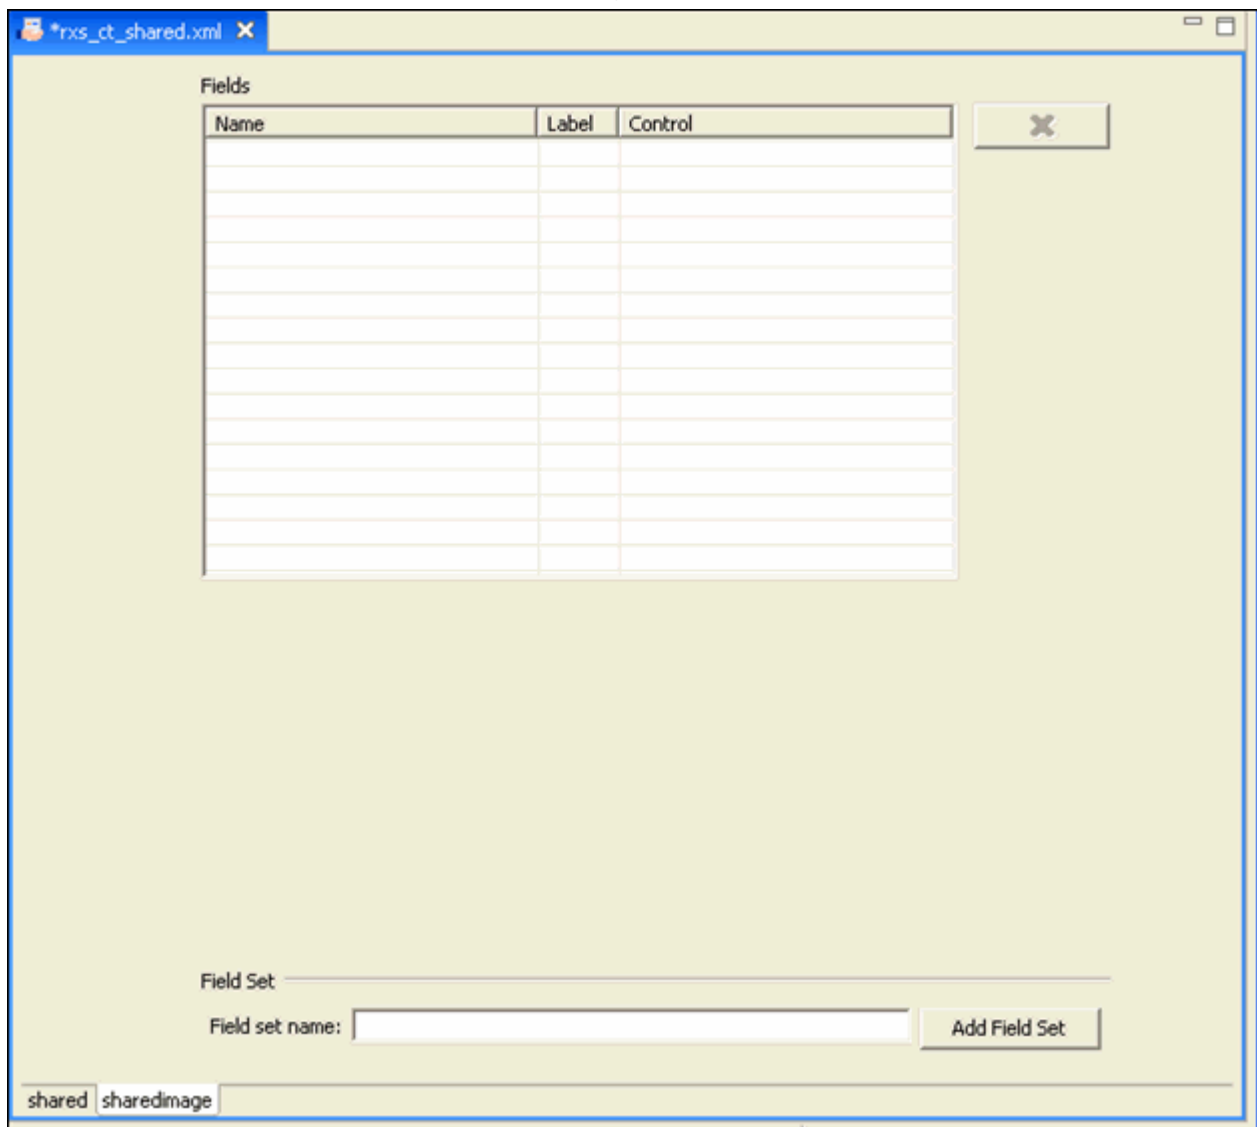 *rxs_ct_shared.xml
Fields
Name Label Control
Field Set
Field set name: Add Field Set
shared sharedimage